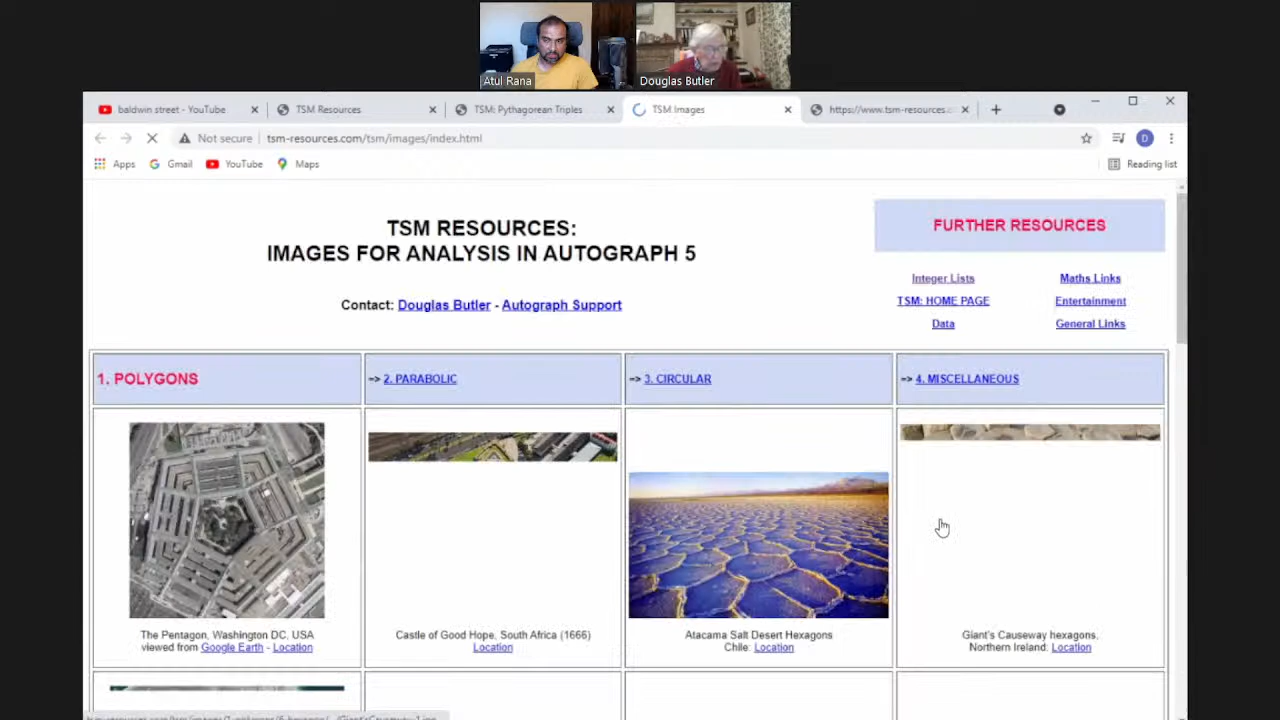 Atul Rana
Douglas Butler
baldwin street - YouTube
TSM Resources
TSM: Pythagorean Triples
TSM Images
https://www.tsm-resources.c
Not secure
tsm-resources.com/tsm/images/index.html
Apps
Gmail
YouTube
Maps
Reading list
TSM RESOURCES:
IMAGES FOR ANALYSIS IN AUTOGRAPH 5
Contact: Douglas Butler - Autograph Support
FURTHER RESOURCES
Integer Lists
Maths Links
TSM: HOME PAGE
Entertainment
Data
General Links
1. POLYGONS
=> 2. PARABOLIC
=> 3. CIRCULAR
=> 4. MISCELLANEOUS
The Pentagon, Washington DC, USA
viewed from Google Earth - Location
Castle of Good Hope, South Africa (1666)
Location
Atacama Salt Desert Hexagons
Chile: Location
Giant's Causeway hexagons,
Northern Ireland: Location